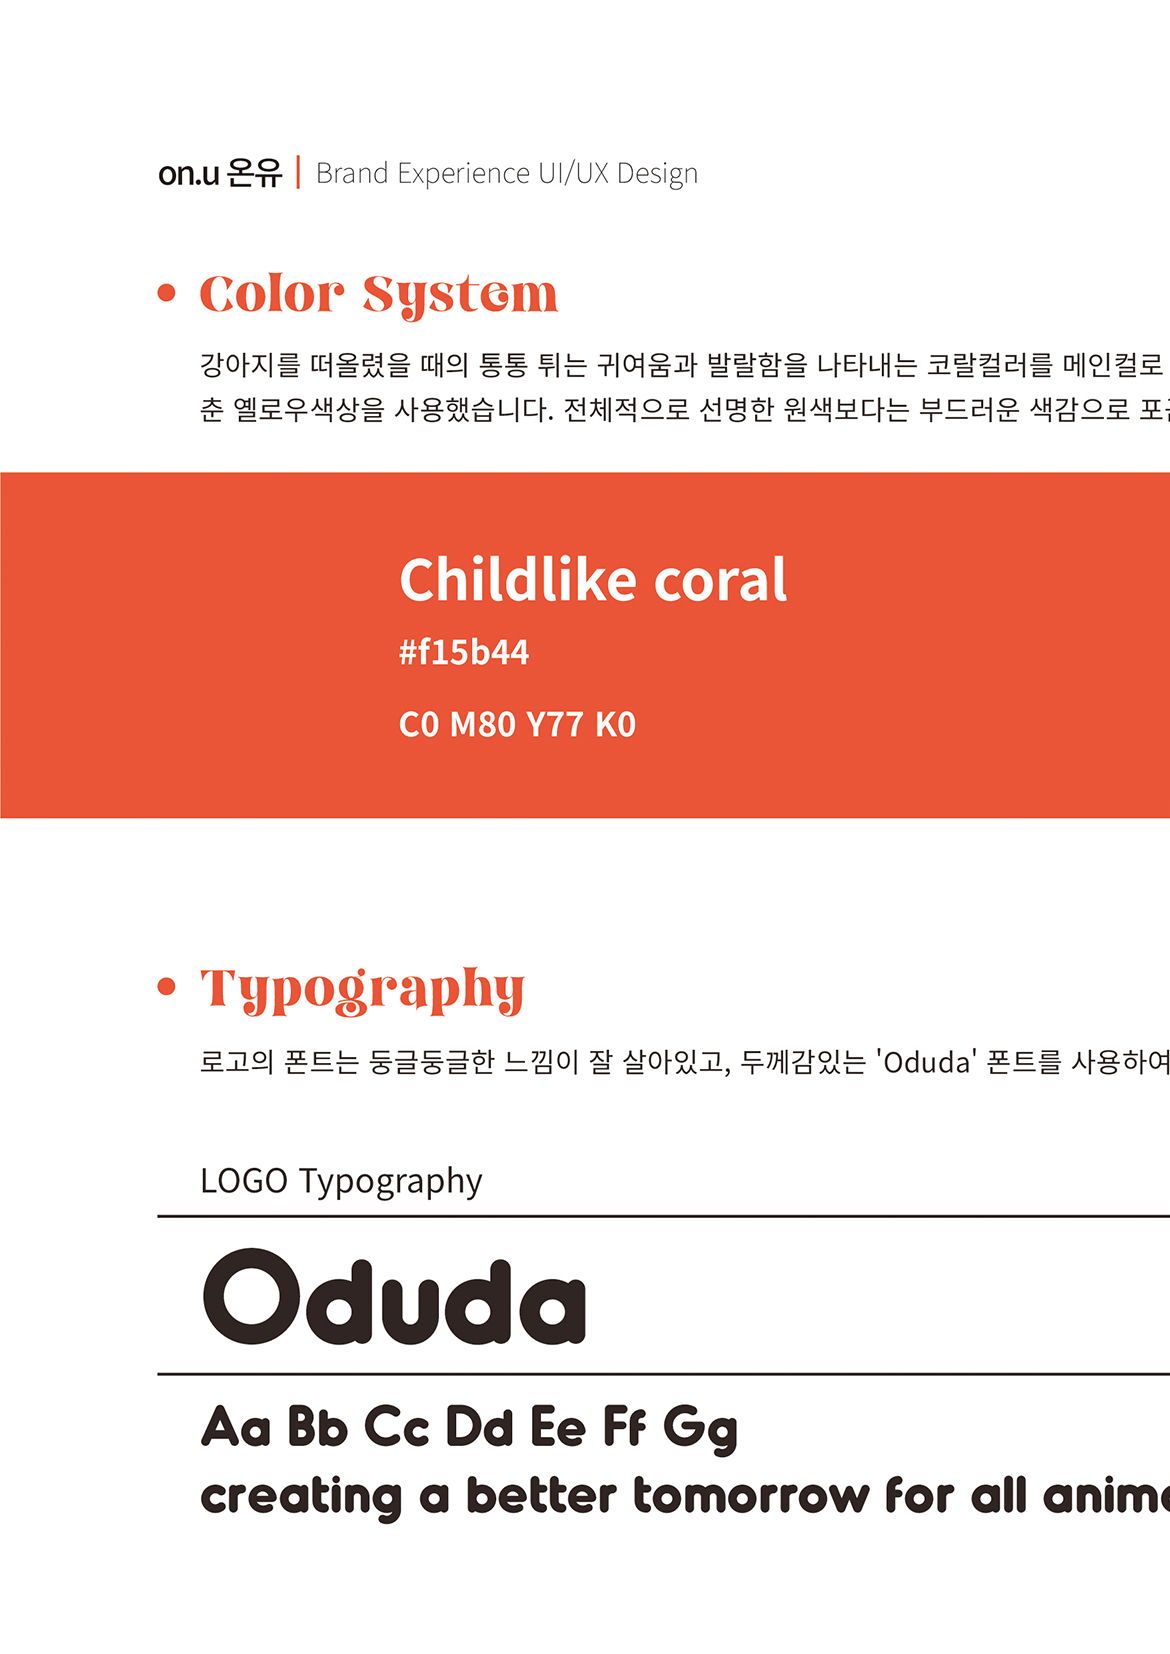 on.u 온유 | Brand Experience UI/UX Design
• Color System
강아지를 떠올렸을 때의 통통 튀는 귀여움과 발랄함을 나타내는 코랄컬러를 메인컬로
춘 옐로우색상을 사용했습니다. 전체적으로 선명한 원색보다는 부드러운 색감으로
Childlike coral
#f15b44
C0 M80 Y77 K0
• Typography
로고의 폰트는 둥글둥글한 느낌이 잘 살아있고, 두께감있는 'Oduda' 폰트를 사용하여
LOGO Typography
Oduda
Aa Bb Cc Dd Ee Ff Gg
creating a better tomorrow for all